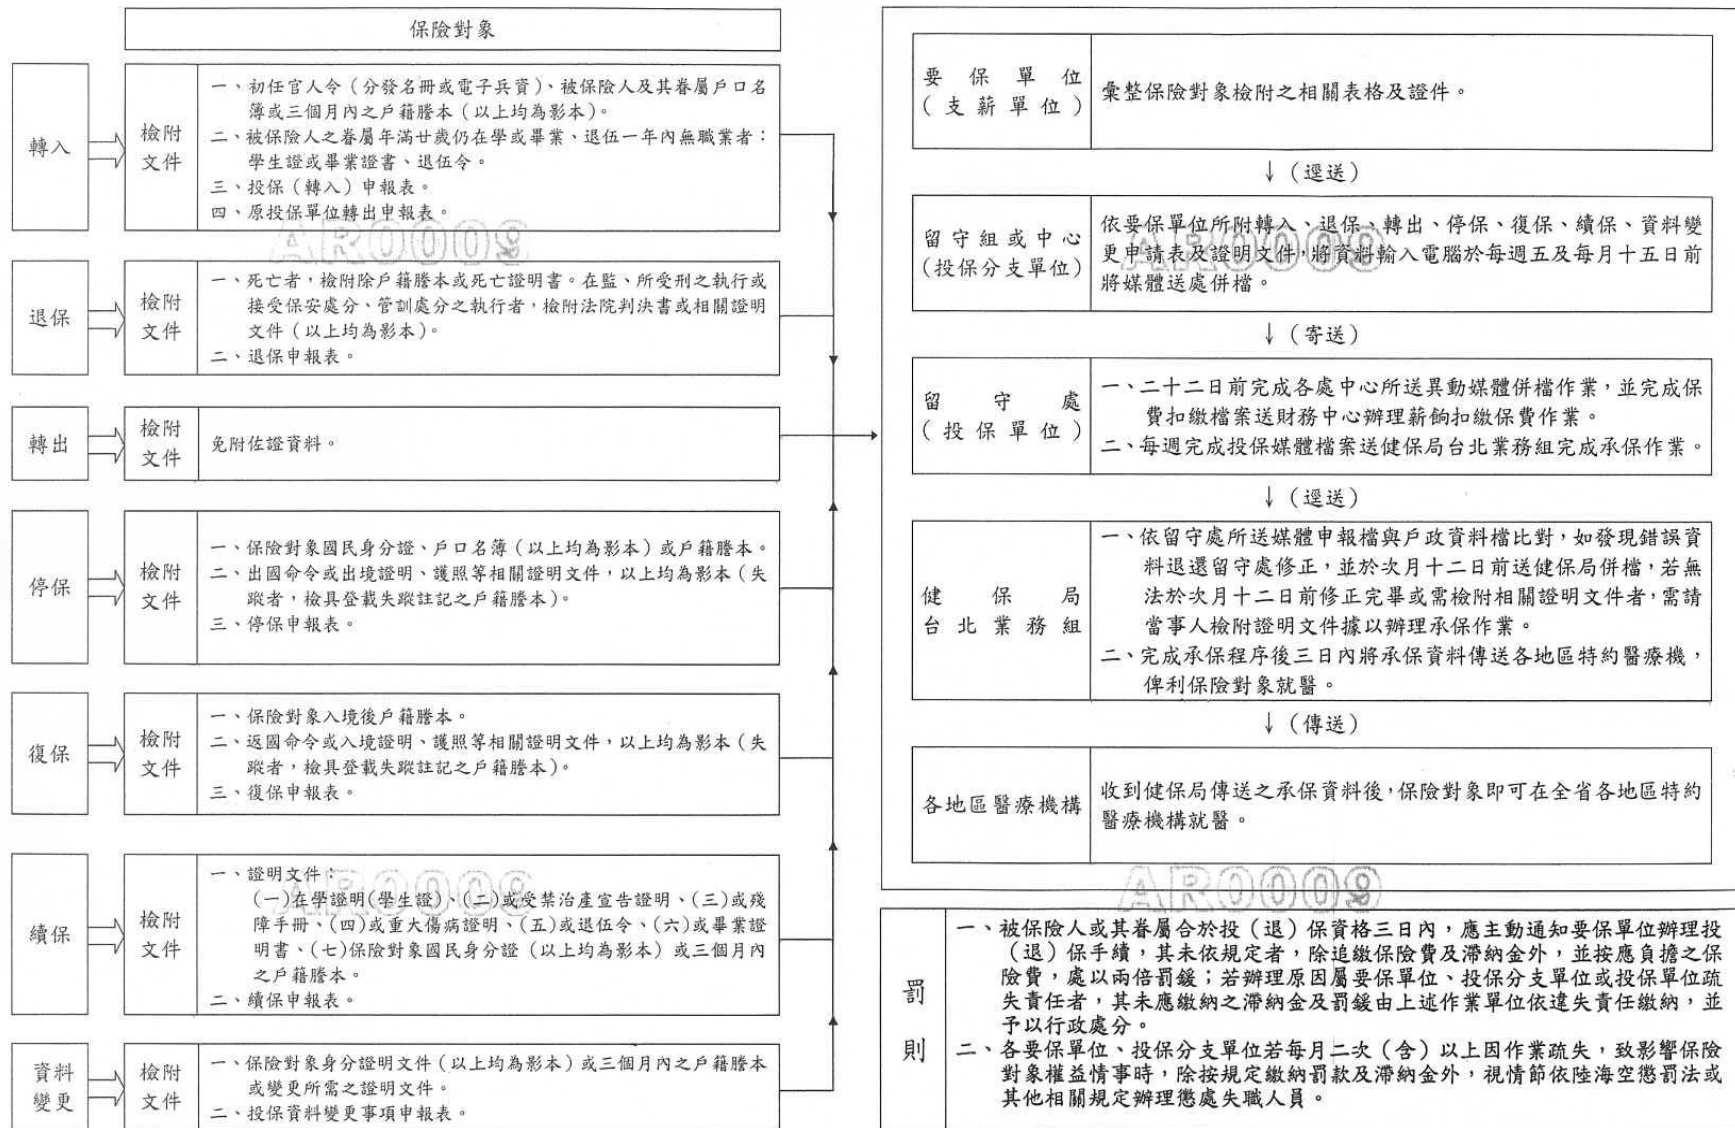 保險對象
轉入
檢附
文件
一、初任官人令（分發名冊或電子兵資）、被保險人及其眷屬戶口名
簿或三個月內之戶籍謄本（以上均為影本）。
二、被保險人之眷屬年滿廿歲仍在學或畢業、退伍一年內無職業者：
學生證或畢業證書、退伍令。
三、投保（轉入）申報表。
四、原投保單位轉出申報表。
AR0009
退保
檢附
文件
一、死亡者，檢附除戶籍謄本或死亡證明書。在監、所受刑之執行或
接受保安處分、管訓處分之執行者，檢附法院判決書或相關證明
文件（以上均為影本）。
二、退保申報表。
轉出
檢附
文件
免附佐證資料。
停保
檢附
文件
一、保險對象國民身分證、戶口名簿（以上均為影本）或戶籍謄本。
二、出國命令或出境證明、護照等相關證明文件，以上均為影本（失
蹤者，檢具登載失蹤註記之戶籍謄本）。
三、停保申報表。
復保
檢附
文件
一、保險對象入境後戶籍謄本。
二、返國命令或入境證明、護照等相關證明文件，以上均為影本（失
蹤者，檢具登載失蹤註記之戶籍謄本）。
三、復保申報表。
續保
檢附
文件
一、證明文件：
AR0009
(一)在學證明(學生證)、(二)或受禁治產宣告證明、(三)或殘
障手冊、(四)或重大傷病證明、(五)或退伍令、(六)或畢業證
明書、(七)保險對象國民身分證（以上均為影本）或三個月內
之戶籍謄本。
二、續保申報表。
資料
變更
檢附
文件
一、保險對象身分證明文件（以上均為影本）或三個月內之戶籍謄本
或變更所需之證明文件。
二、投保資料變更事項申報表。
要保單位
（支薪單位）
彙整保險對象檢附之相關表格及證件。
↓（逕送）
留守組或中心
(投保分支單位)
依要保單位所附轉入、退保、轉出、停保、復保、續保、資料變
更申請表及證明文件，將資料輸入電腦於每週五及每月十五日前
將媒體送處併檔。
AR0009
↓（寄送）
留守處
（投保單位）
一、二十二日前完成各處中心所送異動媒體併檔作業，並完成保
費扣繳檔案送財務中心辦理薪餉扣繳保費作業。
二、每週完成投保媒體檔案送健保局台北業務組完成承保作業。
↓（逕送）
健保局
台北業務組
一、依留守處所送媒體申報檔與戶政資料檔比對，如發現錯誤資
料退還留守處修正，並於次月十二日前送健保局併檔，若無
法於次月十二日前修正完畢或需檢附相關證明文件者，需請
當事人檢附證明文件據以辦理承保作業。
二、完成承保程序後三日內將承保資料傳送各地區特約醫療機，
俾利保險對象就醫。
↓（傳送）
各地區醫療機構
收到健保局傳送之承保資料後，保險對象即可在全省各地區特約
醫療機構就醫。
AR0009
罰
則
一、被保險人或其眷屬合於投（退）保資格三日內，應主動通知要保單位辦理投
（退）保手續，其未依規定者，除追繳保險費及滯納金外，並按應負擔之保
險費，處以兩倍罰鍰；若辦理原因屬要保單位、投保分支單位或投保單位疏
失責任者，其未應繳納之滯納金及罰鍰由上述作業單位依違失責任繳納，並
予以行政處分。
二、各要保單位、投保分支單位若每月二次（含）以上因作業疏失，致影響保險
對象權益情事時，除按規定繳納罰款及滯納金外，視情節依陸海空懲罰法或
其他相關規定辦理懲處失職人員。